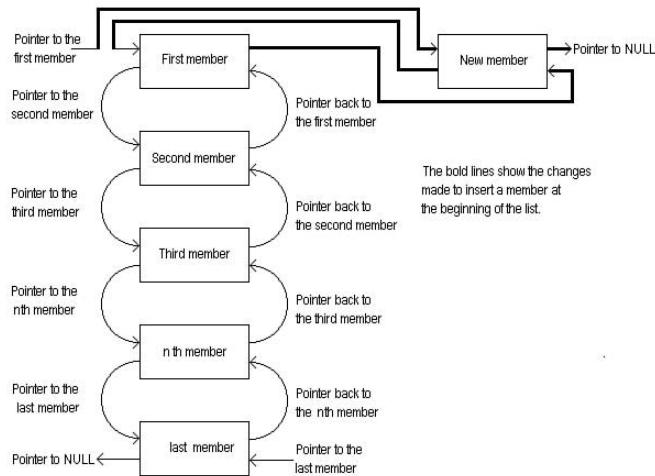 Pointer to the
first member
First member
New member
Pointer to NULL
Pointer to the
second member
Pointer back to
the first member
Second member
The bold lines show the changes
made to insert a member at
the beginning of the list.
Pointer to the
third member
Pointer back to
the second member
Third member
Pointer to the
nth member
Pointer back to
the third member
n th member
Pointer to the
last member
Pointer back to
the nth member
last member
Pointer to NULL
Pointer to the
last member